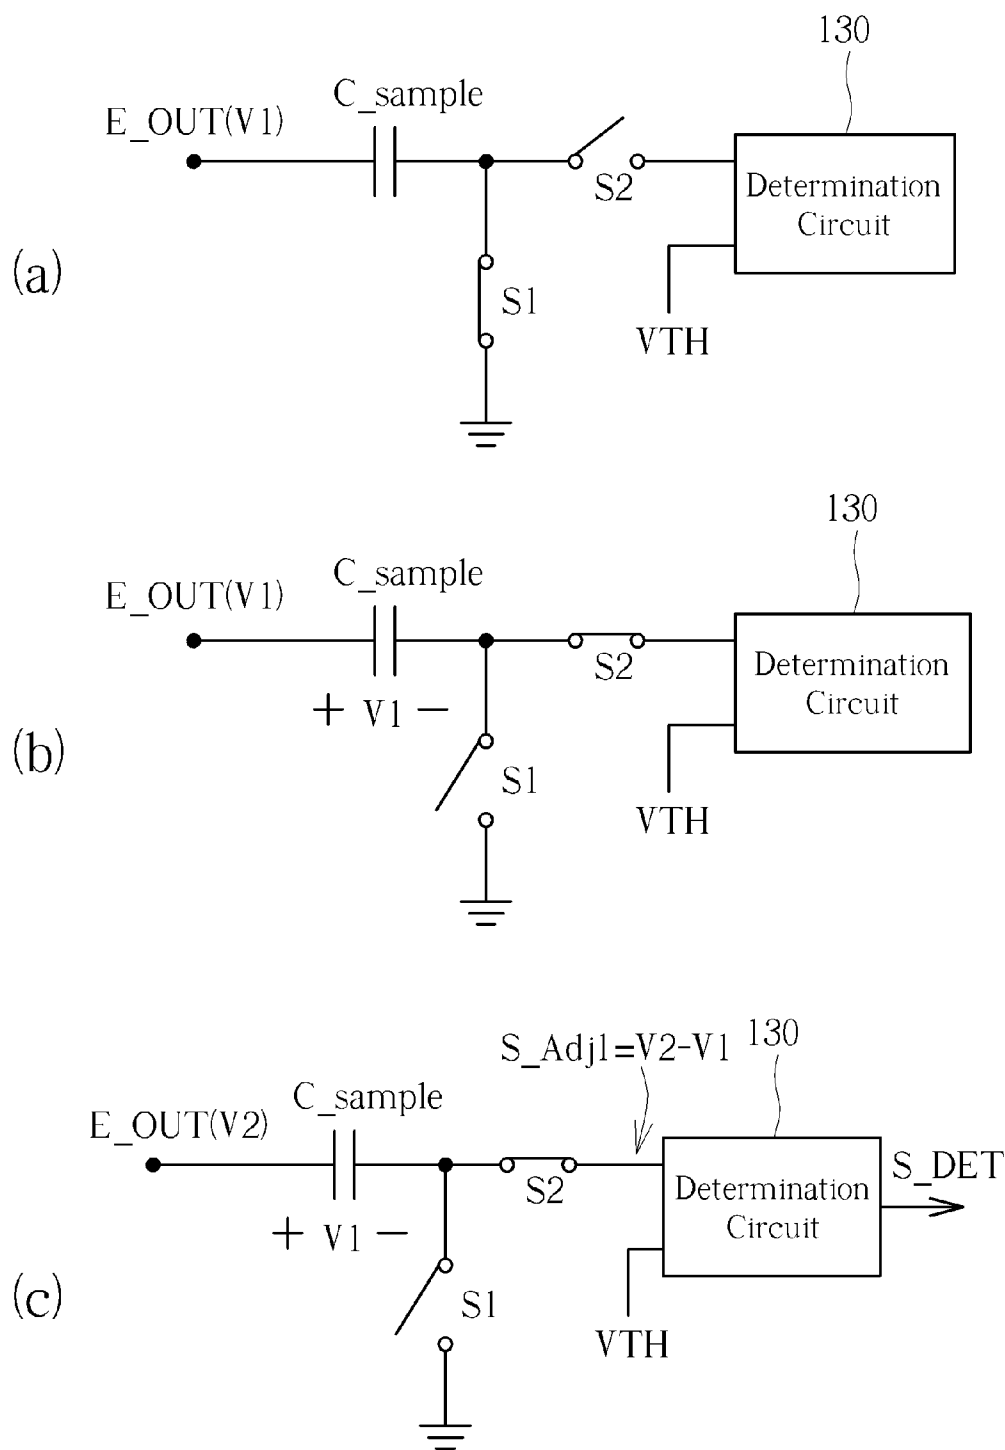 130
C_sample
E_OUT(V1)
S2
Determination
Circuit
(a)
S1
VTH
130
C_sample
E_OUT(V1)
S2
Determination
Circuit
+ V1 −
(b)
S1
VTH
S_Adj1=V2-V1
130
C_sample
E_OUT(V2)
S_DET
S2
Determination
Circuit
+ V1 −
(c)
S1
VTH